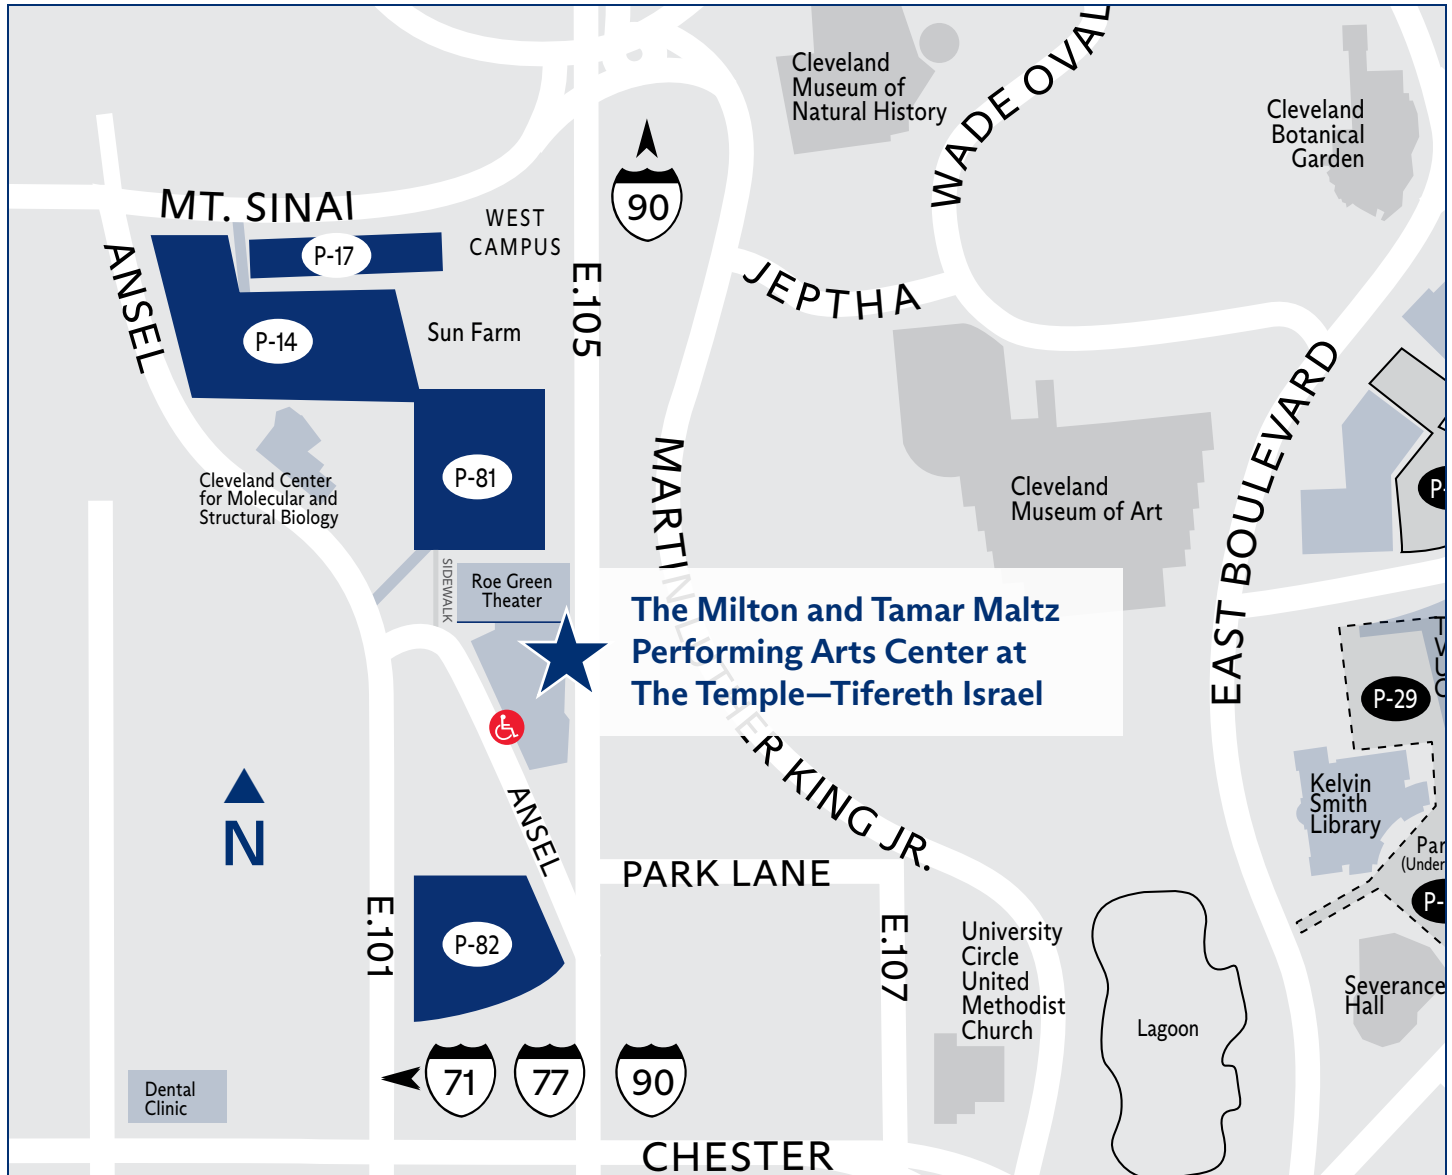 WADE OVAL
Cleveland
Museum of
Natural History
Cleveland
Botanical
Garden
90
MT. SINAI
WEST
CAMPUS
P-17
ANSEL
E.105
JEPTHA
P-14
Sun Farm
EAST BOULEVARD
MARTIN LUTHER KING JR.
P-81
Cleveland Center
for Molecular and
Structural Biology
Cleveland
Museum of Art
P-
SIDEWALK
Roe Green
Theater
The Milton and Tamar Maltz
Performing Arts Center at
The Temple—Tifereth Israel
T
V
U
C
P-29
N
ANSEL
Kelvin
Smith
Library
PARK LANE
Par
(Under
P-
E.101
P-82
E.107
University
Circle
United
Methodist
Church
Severance
Hall
Lagoon
71
77
90
Dental
Clinic
CHESTER